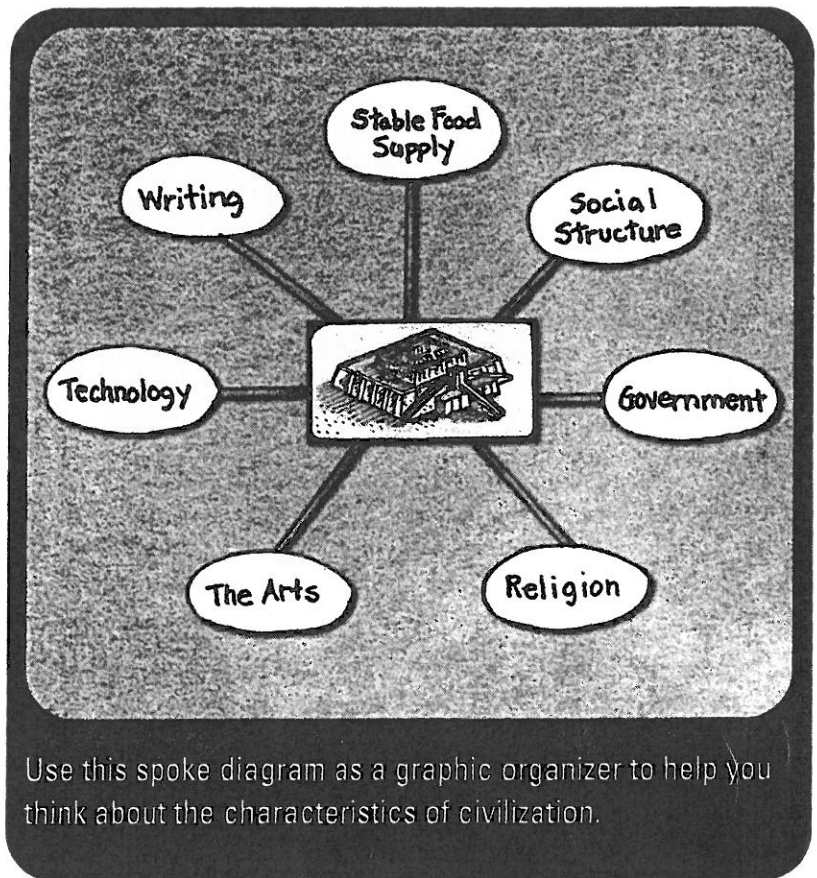 Stable Food
Supply
Writing
Social
Structure
Technology
Government
The Arts
Religion
Use this spoke diagram as a graphic organizer to help you
think about the characteristics of civilization.